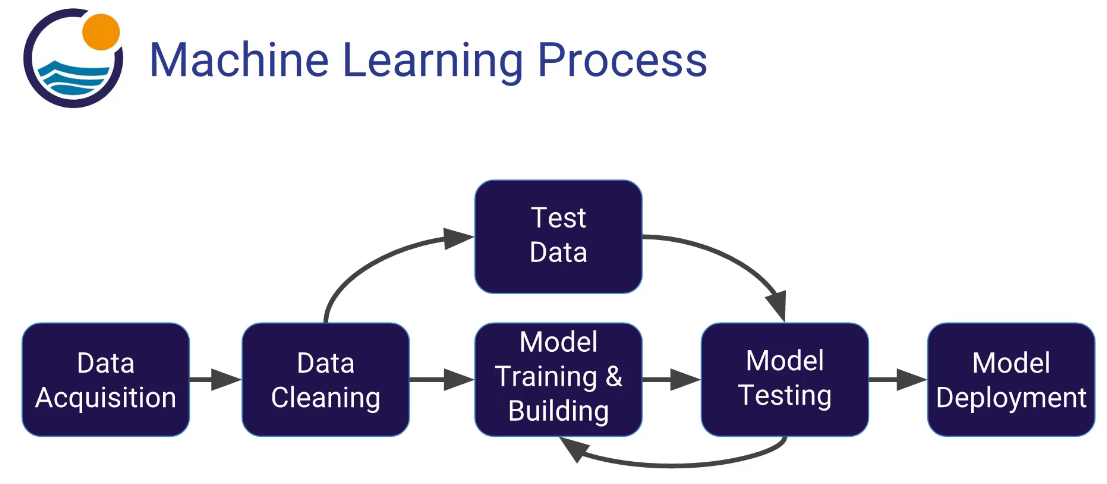 Machine Learning Process
Test
Data
Data
Acquisition
Data
Cleaning
Model
Training &
Building
Model
Testing
Model
Deployment